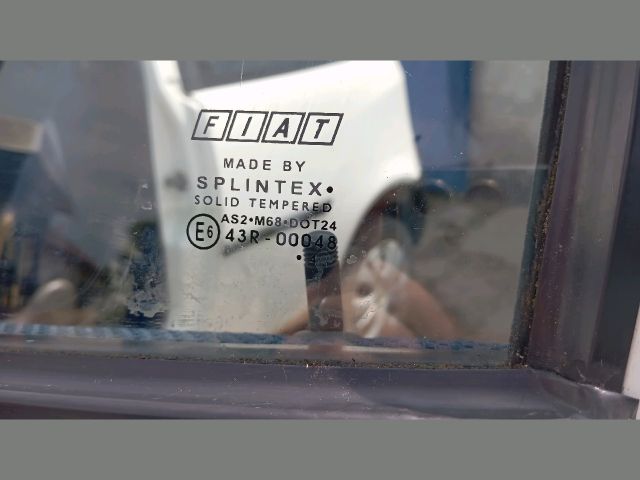 FIAT
MADE BY
SPLINTEX•
SOLID TEMPERED
AS2•M68•DOT24
E6 43R-00048